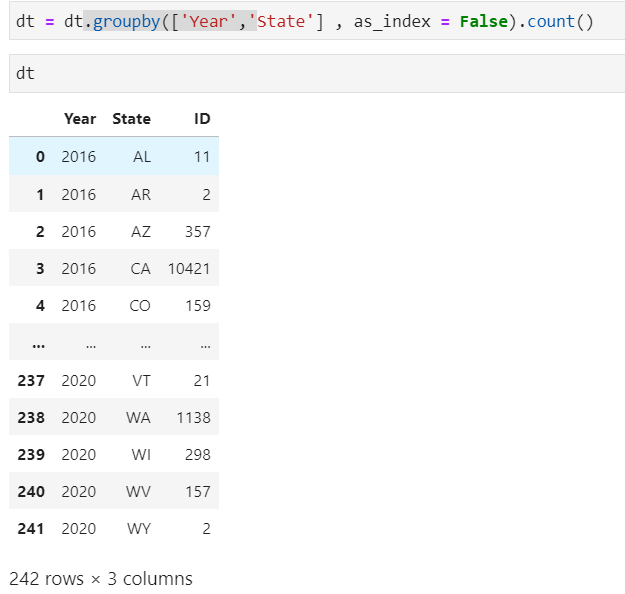 dt = dt.groupby(['Year','State'] , as_index = False).count()
dt
Year State ID
0 2016 AL 11
1 2016 AR 2
2 2016 AZ 357
3 2016 CA 10421
4 2016 CO 159
... ... ... ...
237 2020 VT 21
238 2020 WA 1138
239 2020 WI 298
240 2020 WV 157
241 2020 WY 2
242 rows × 3 columns